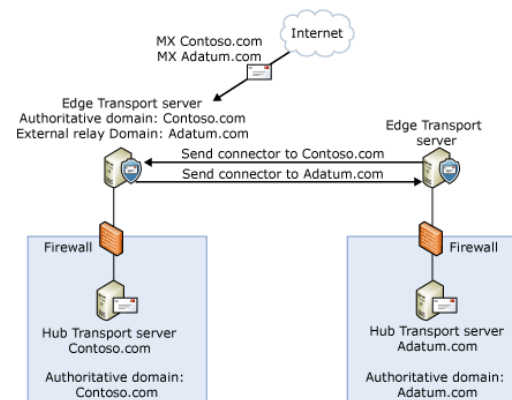 Internet
MX Contoso.com
MX Adatum.com
Edge Transport server
Authoritative domain: Contoso.com
External relay Domain: Adatum.com
Edge Transport
server
Send connector to Contoso.com
Send connector to Adatum.com
Firewall
Firewall
Hub Transport server
Contoso.com
Authoritative domain:
Contoso.com
Hub Transport server
Adatum.com
Authoritative domain:
Adatum.com